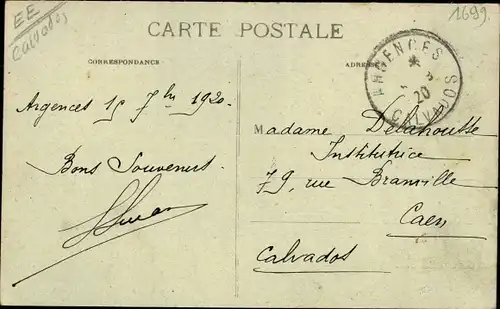 EE
Calvados
CARTE POSTALE
1699.
CORRESPONDANCE
ADRESSE
ARGENCES
20
CALVADOS
Argences 15 7bre 1920.
Bons Souvenirs
Madame Delahoutte
Institutrice
79, rue Branville
Caen
Calvados